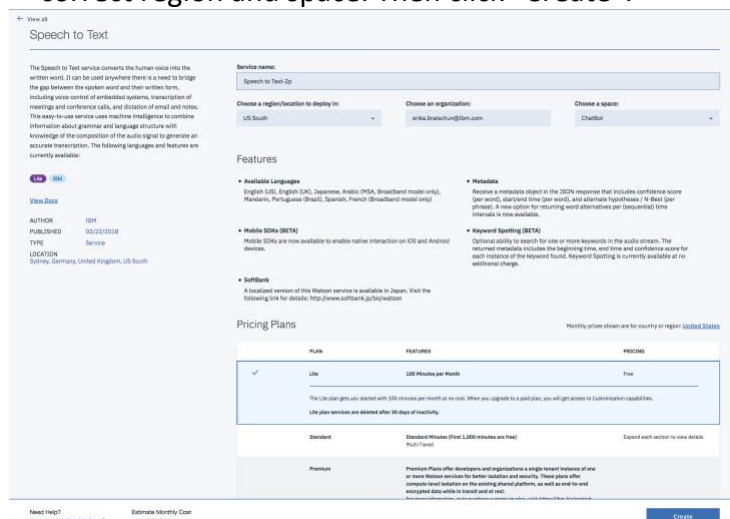 correct region and space. Then click "Create".
← View all
Speech to Text
The Speech to Text service converts the human voice into the
written word. It can be used anywhere there is a need to bridge
the gap between the spoken word and their written form,
including voice control of embedded systems, transcription of
meetings and conference calls, and dictation of email and notes.
This easy-to-use service uses machine intelligence to combine
information about grammar and language structure with
knowledge of the composition of the audio signal to generate an
accurate transcription. The following languages and features are
currently available:
Lite IBM
View Docs
AUTHOR IBM
PUBLISHED 02/22/2018
TYPE Service
LOCATION
Sydney, Germany, United Kingdom, US South
Service name:
Speech to Text-2p
Choose a region/location to deploy in: Choose an organization: Choose a space:
US South erika.bratschun@ibm.com ChatBot
Features
• Available Languages
English (US), English (UK), Japanese, Arabic (MSA, Broadband model only),
Mandarin, Portuguese (Brazil), Spanish, French (Broadband model only)
• Metadata
Receive a metadata object in the JSON response that includes confidence score
(per word), start/end time (per word), and alternate hypotheses / N-Best (per
phrase). A new option for returning word alternatives per (sequential) time
intervals is now available.
• Mobile SDKs (BETA)
Mobile SDKs are now available to enable native interaction on iOS and Android
devices.
• Keyword Spotting (BETA)
Optional ability to search for one or more keywords in the audio stream. The
returned metadata includes the beginning time, end time and confidence score for
each instance of the keyword found. Keyword Spotting is currently available at no
additional charge.
• SoftBank
A localized version of this Watson service is available in Japan. Visit the
following link for details: http://www.softbank.jp/biz/watson
Pricing Plans
Monthly prices shown are for country or region: United States
PLAN FEATURES PRICING
Lite 100 Minutes per Month Free
The Lite plan gets you started with 100 minutes per month at no cost. When you upgrade to a paid plan, you will get access to Customization capabilities.
Lite plan services are deleted after 30 days of inactivity.
Standard Standard Minutes (First 1,000 minutes are free) Expand each section to view details
Multi-Tiered
Premium Premium Plans offer developers and organizations a single tenant instance of one
or more Watson services for better isolation and security. These plans offer
compute-level isolation on the existing shared platform, as well as end-to-end
encrypted data while in transit and at rest.
Need Help? Estimate Monthly Cost
Create